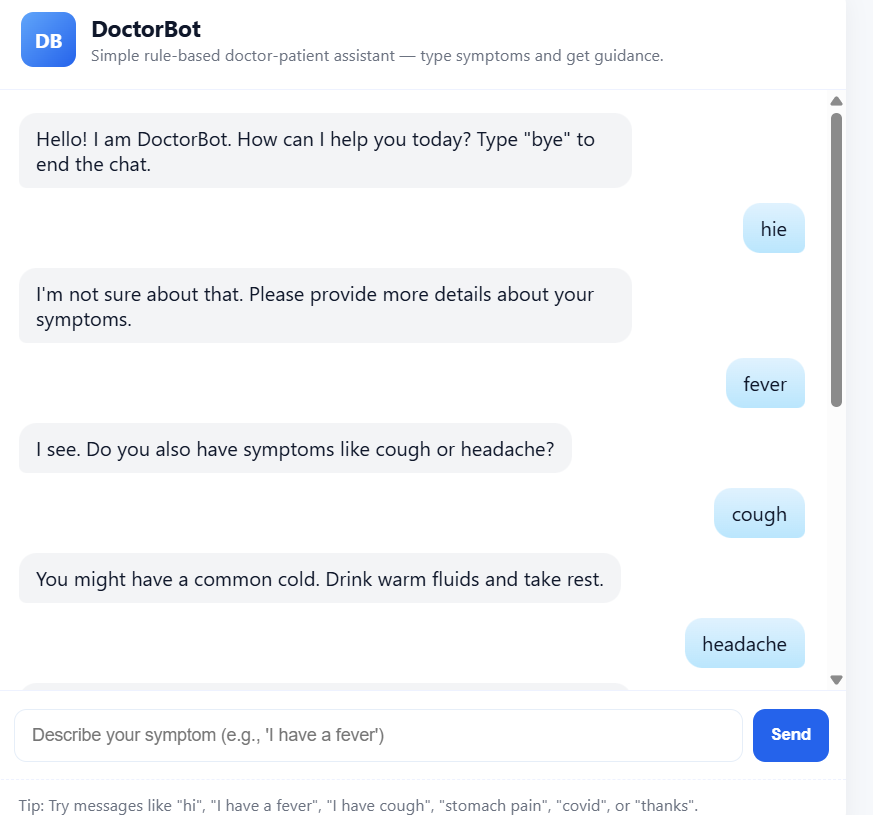 DB
DoctorBot
Simple rule-based doctor-patient assistant — type symptoms and get guidance.
Hello! I am DoctorBot. How can I help you today? Type "bye" to
end the chat.
hie
I'm not sure about that. Please provide more details about your
symptoms.
fever
I see. Do you also have symptoms like cough or headache?
cough
You might have a common cold. Drink warm fluids and take rest.
headache
Describe your symptom (e.g., 'I have a fever')
Send
Tip: Try messages like "hi", "I have a fever", "I have cough", "stomach pain", "covid", or "thanks".